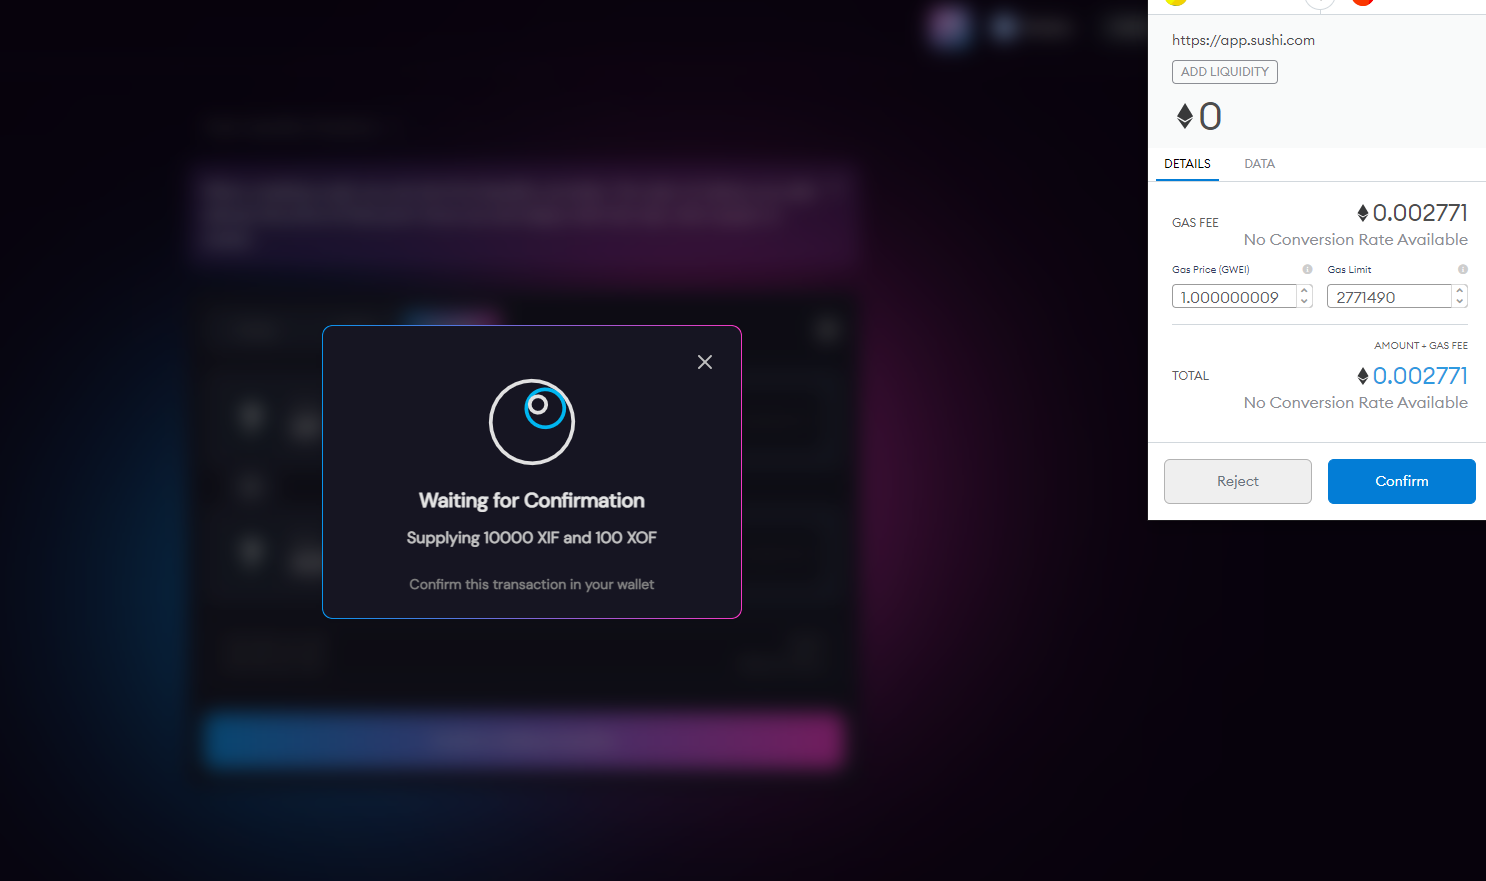 https://app.sushi.com
ADD LIQUIDITY
0
DETAILS DATA
GAS FEE
0.002771
No Conversion Rate Available
Gas Price (GWEI) Gas Limit
1.000000009 2771490
AMOUNT + GAS FEE
TOTAL
0.002771
No Conversion Rate Available
Reject Confirm
Waiting for Confirmation
Supplying 10000 XIF and 100 XOF
Confirm this transaction in your wallet